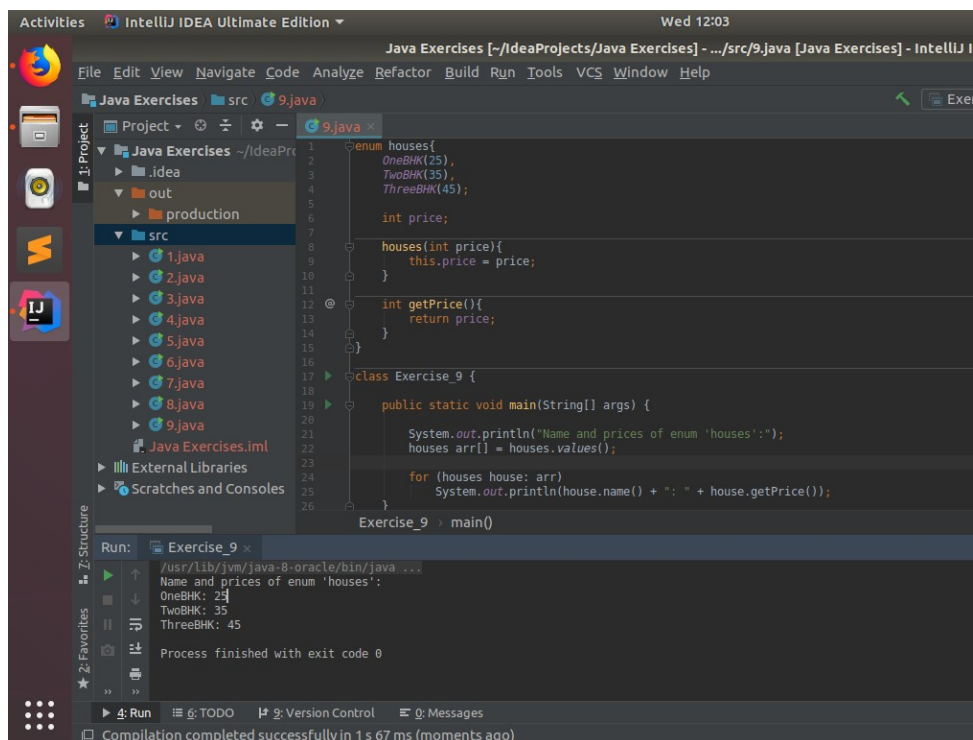 Activities IntelliJ IDEA Ultimate Edition Wed 12:03
Java Exercises [~/IdeaProjects/Java Exercises] - .../src/9.java [Java Exercises] - IntelliJ I
File Edit View Navigate Code Analyze Refactor Build Run Tools VCS Window Help
Java Exercises src 9.java Exer
1: Project
Project
9.java
Java Exercises ~/IdeaPro
.idea
out
production
src
1.java
2.java
3.java
4.java
5.java
6.java
7.java
8.java
9.java
Java Exercises.iml
External Libraries
Scratches and Consoles
1 enum houses{
2 OneBHK(25),
3 TwoBHK(35),
4 ThreeBHK(45);
5
6 int price;
7
8 houses(int price){
9 this.price = price;
10 }
11
12 @ int getPrice(){
13 return price;
14 }
15 }
16
17 class Exercise_9 {
18
19 public static void main(String[] args) {
20
21 System.out.println("Name and prices of enum 'houses':");
22 houses arr[] = houses.values();
23
24 for (houses house: arr)
25 System.out.println(house.name() + ": " + house.getPrice());
26 }
Exercise_9 main()
IJ
7: Structure
2: Favorites
Run: Exercise_9
/usr/lib/jvm/java-8-oracle/bin/java ...
Name and prices of enum 'houses':
OneBHK: 25
TwoBHK: 35
ThreeBHK: 45
Process finished with exit code 0
4: Run 6: TODO 9: Version Control 0: Messages
Compilation completed successfully in 1 s 67 ms (moments ago)